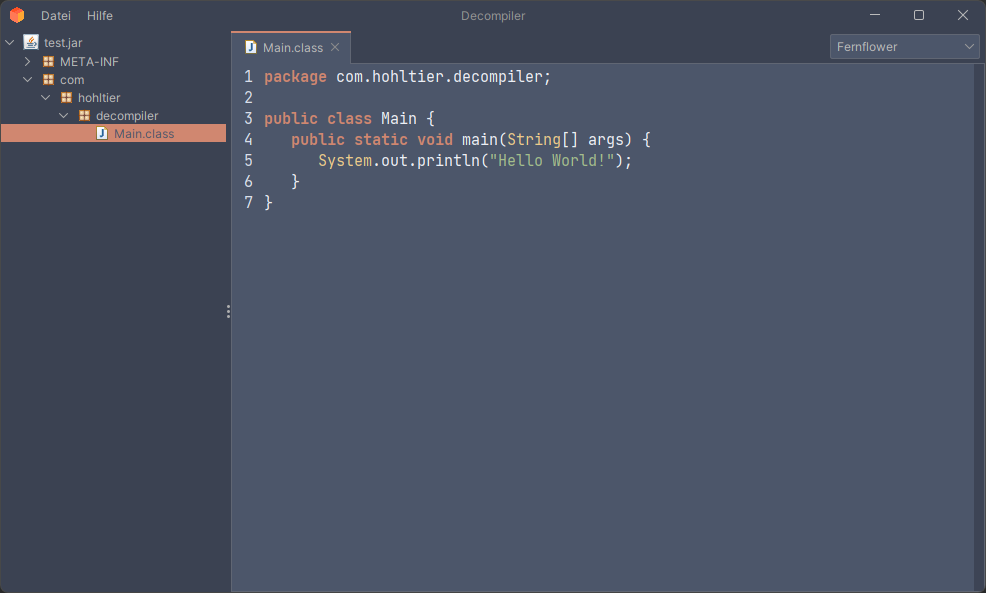 Datei Hilfe Decompiler
test.jar
META-INF
com
hohltier
decompiler
Main.class
Main.class Fernflower
1 package com.hohltier.decompiler;
2
3 public class Main {
4    public static void main(String[] args) {
5       System.out.println("Hello World!");
6    }
7 }